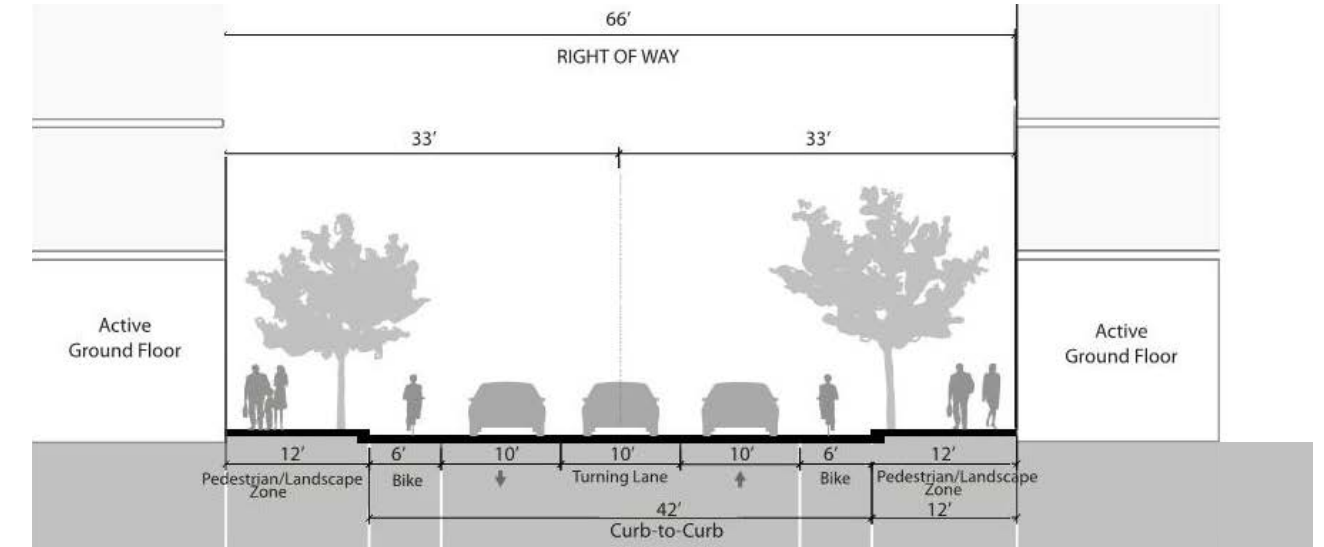 66’
RIGHT OF WAY
33’ 33’
Active
Ground Floor
Active
Ground Floor
12’ 6’ 10’ 10’ 10’ 6’ 12’
Pedestrian/Landscape
Zone
Bike
Turning Lane
Bike
Pedestrian/Landscape
Zone
42’ 12’
Curb-to-Curb